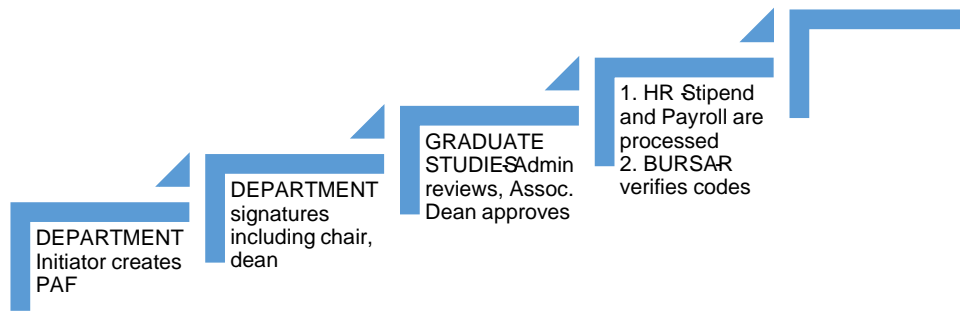 DEPARTMENT
Initiator creates
PAF
DEPARTMENT
signatures
including chair,
dean
GRADUATE
STUDIES-Admin
reviews, Assoc.
Dean approves
1. HR -Stipend
and Payroll are
processed
2. BURSAR-
verifies codes